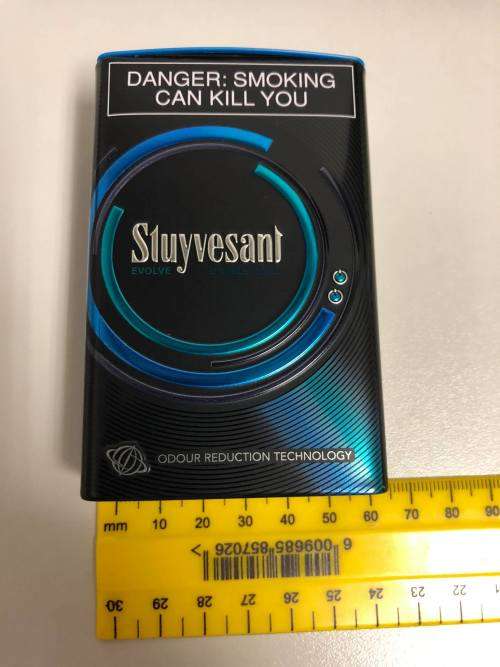 DANGER: SMOKING
CAN KILL YOU
Stuyvesant
EVOLVE
ODOUR REDUCTION TECHNOLOGY
mm 10 20 30 40 50 60 70 80 90
6 009685 857026 >
30 29 28 27 26 25 24 23 22 21